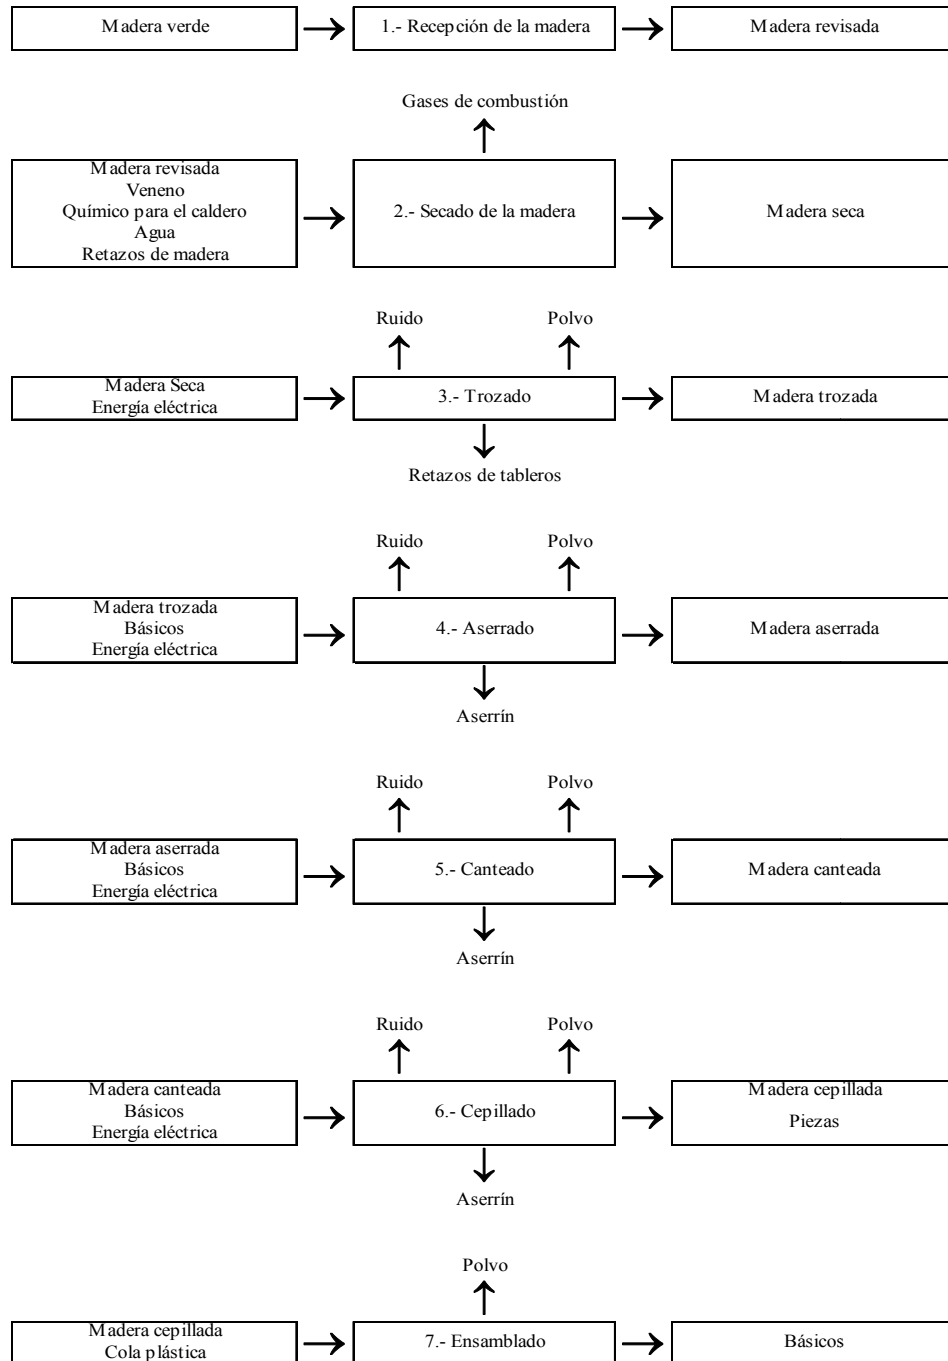 Madera verde
1.- Recepción de la madera
Madera revisada
Gases de combustión
Madera revisada
Veneno
Químico para el caldero
Agua
Retazos de madera
2.- Secado de la madera
Madera seca
Ruido
Polvo
Madera Seca
Energía eléctrica
3.- Trozado
Madera trozada
Retazos de tableros
Ruido
Polvo
Madera trozada
Básicos
Energía eléctrica
4.- Aserrado
Madera aserrada
Aserrín
Ruido
Polvo
Madera aserrada
Básicos
Energía eléctrica
5.- Canteado
Madera canteada
Aserrín
Ruido
Polvo
Madera canteada
Básicos
Energía eléctrica
6.- Cepillado
Madera cepillada
Piezas
Aserrín
Polvo
Madera cepillada
Cola plástica
7.- Ensamblado
Básicos